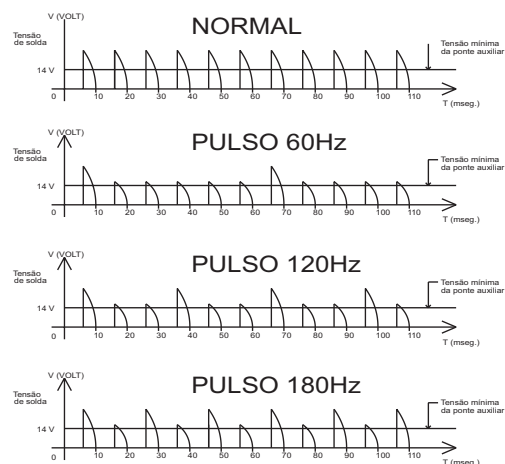 V (VOLT)
NORMAL
Tensão
de solda
Tensão mínima
da ponte auxiliar
14 V
0
10 20 30 40 50 60 70 80 90 100 110
T (mseg.)
V (VOLT)
PULSO 60Hz
Tensão
de solda
Tensão mínima
da ponte auxiliar
14 V
0
10 20 30 40 50 60 70 80 90 100 110
T (mseg.)
V (VOLT)
PULSO 120Hz
Tensão
de solda
Tensão mínima
da ponte auxiliar
14 V
0
10 20 30 40 50 60 70 80 90 100 110
T (mseg.)
V (VOLT)
PULSO 180Hz
Tensão
de solda
Tensão mínima
da ponte auxiliar
14 V
0
10 20 30 40 50 60 70 80 90 100 110
T (mseg.)